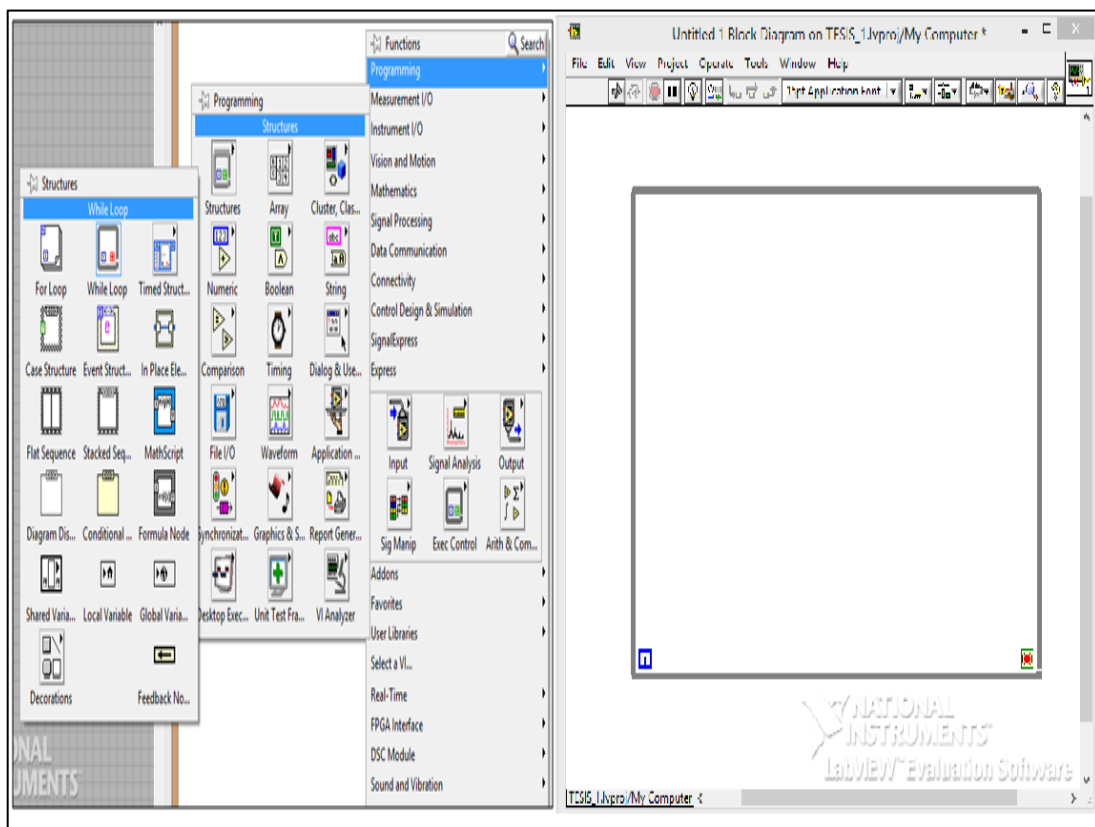 Functions
Search
Programming
Measurement I/O
Instrument I/O
Vision and Motion
Mathematics
Signal Processing
Data Communication
Connectivity
Control Design & Simulation
SignalExpress
Express
Input
Signal Analysis
Output
Sig Manip
Exec Control
Arith & Com...
Addons
Favorites
User Libraries
Select a VI...
Real-Time
FPGA Interface
DSC Module
Sound and Vibration
Programming
Structures
Structures
Array
Cluster, Clas...
Numeric
Boolean
String
Comparison
Timing
Dialog & Use...
File I/O
Waveform
Application ...
Synchronizat...
Graphics & S...
Report Gener...
Desktop Exec...
Unit Test Fra...
VI Analyzer
Structures
While Loop
For Loop
While Loop
Timed Struct...
Case Structure
Event Struct...
In Place Ele...
Flat Sequence
Stacked Seq...
MathScript
Diagram Dis...
Conditional ...
Formula Node
Shared Varia...
Local Variable
Global Varia...
Decorations
Feedback No...
ONAL
UMENTS
Untitled 1 Block Diagram on TESIS_1.lvproj/My Computer *
File Edit View Project Operate Tools Window Help
15pt Application Font
i
NATIONAL
INSTRUMENTS™
LabVIEW™ Evaluation Software
TESIS_1.lvproj/My Computer